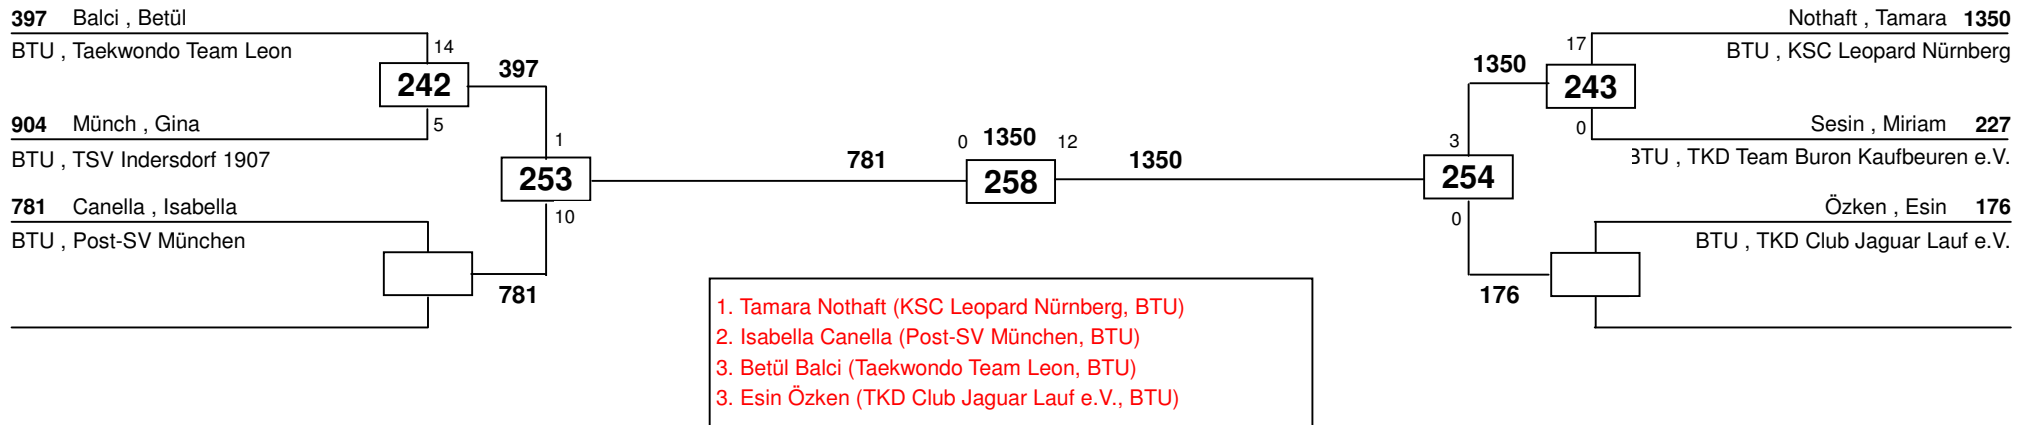 397 Balci , Betül
BTU , Taekwondo Team Leon
14
242
397
904 Münch , Gina
5
BTU , TSV Indersdorf 1907
1
253
781
10
781 Canella , Isabella
BTU , Post-SV München
781
0 1350 12
258
1350
Nothaft , Tamara 1350
17
BTU , KSC Leopard Nürnberg
1350
243
Sesin , Miriam 227
0
BTU , TKD Team Buron Kaufbeuren e.V.
3
254
0
Özken , Esin 176
BTU , TKD Club Jaguar Lauf e.V.
176
1. Tamara Nothaft (KSC Leopard Nürnberg, BTU)
2. Isabella Canella (Post-SV München, BTU)
3. Betül Balci (Taekwondo Team Leon, BTU)
3. Esin Özken (TKD Club Jaguar Lauf e.V., BTU)